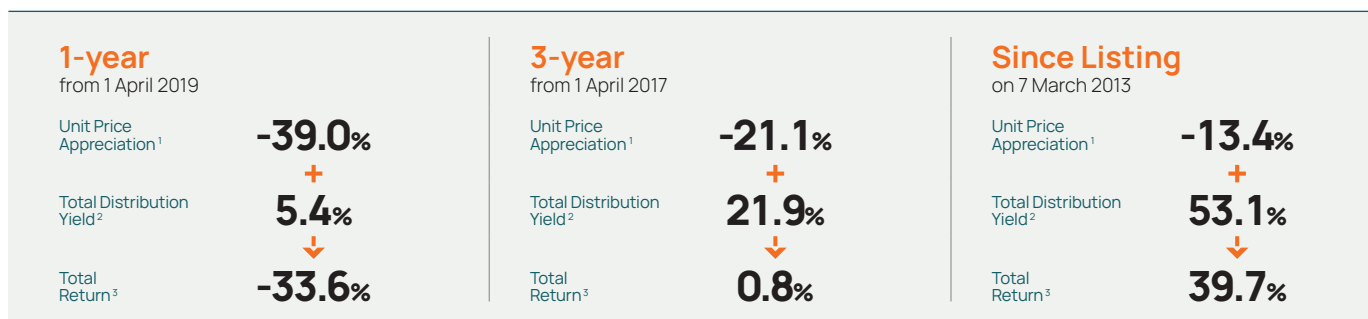 1-year
from 1 April 2019
Unit Price
Appreciation 1
-39.0%
+
Total Distribution
Yield 2
5.4%
Total
Return 3
-33.6%
3-year
from 1 April 2017
Unit Price
Appreciation 1
-21.1%
+
Total Distribution
Yield 2
21.9%
Total
Return 3
0.8%
Since Listing
on 7 March 2013
Unit Price
Appreciation 1
-13.4%
+
Total Distribution
Yield 2
53.1%
Total
Return 3
39.7%